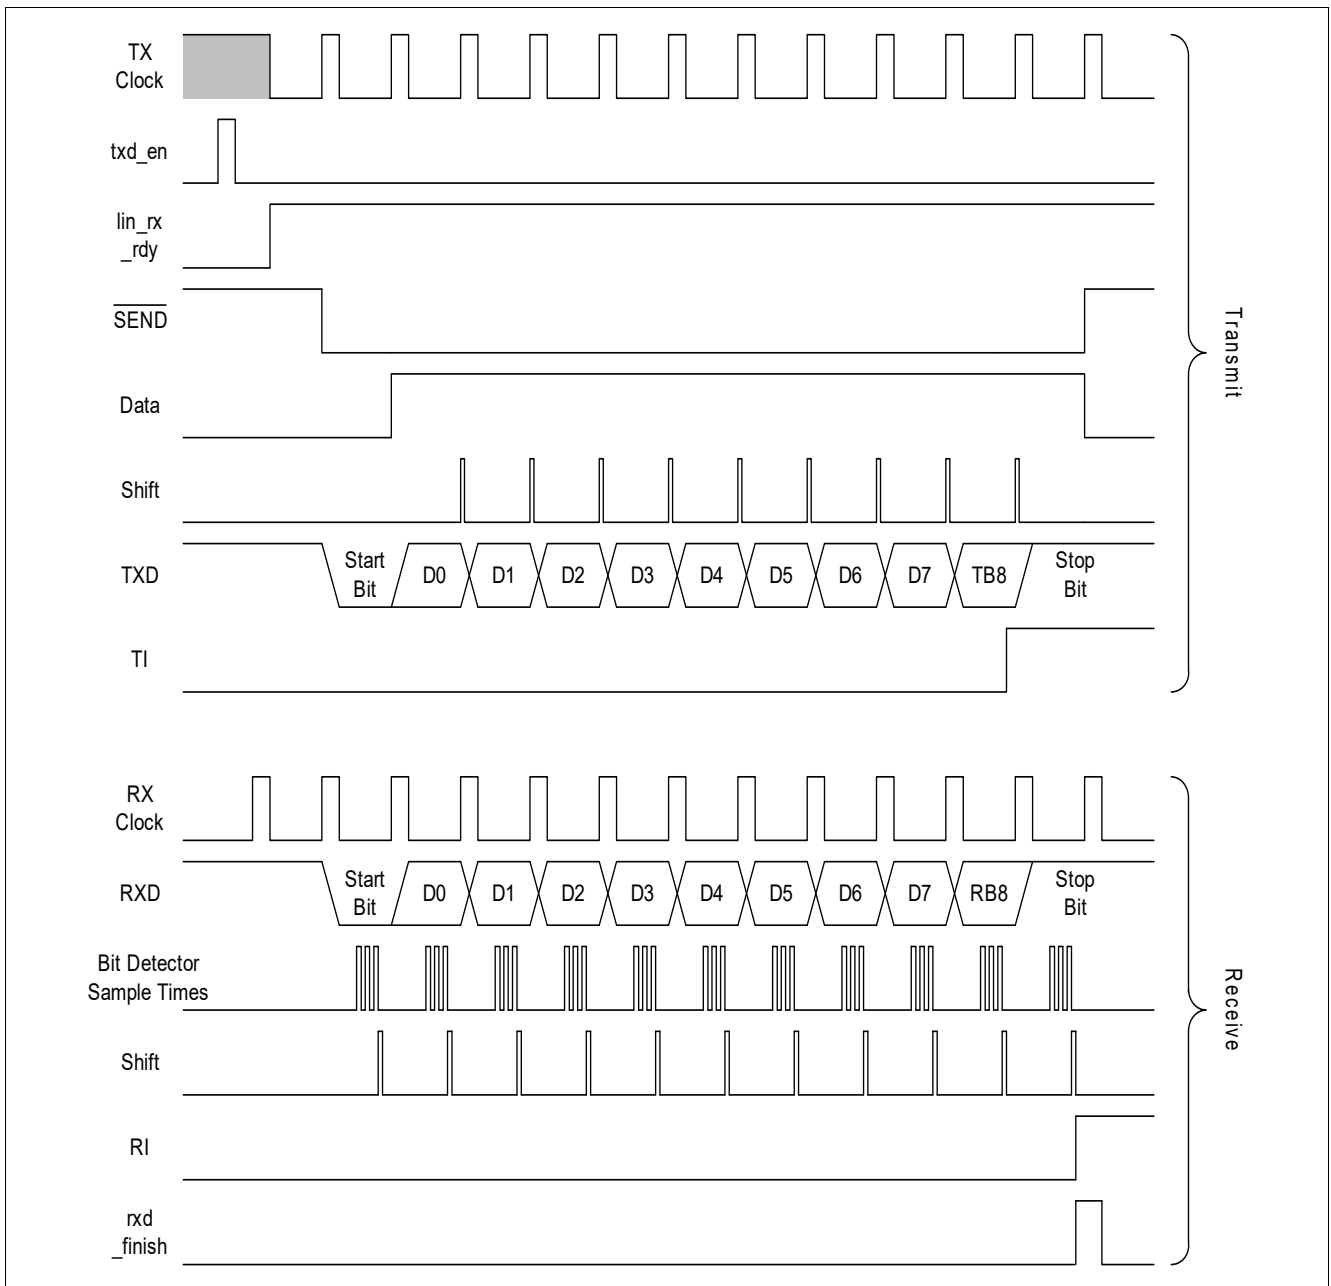 TX
Clock
txd_en
lin_rx
_rdy
SEND
Data
Shift
TXD
Start
Bit
D0
D1
D2
D3
D4
D5
D6
D7
TB8
Stop
Bit
TI
Transmit
RX
Clock
RXD
Start
Bit
D0
D1
D2
D3
D4
D5
D6
D7
RB8
Stop
Bit
Bit Detector
Sample Times
Shift
RI
rxd
_finish
Receive